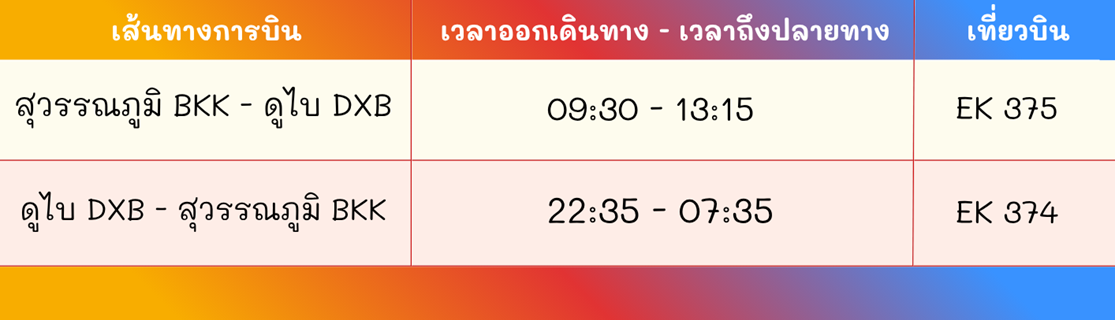 เส้นทางการบิน เวลาออกเดินทาง - เวลาถึงปลายทาง เที่ยวบิน
สุวรรณภูมิ BKK - ดูไบ DXB 09:30 - 13:15 EK 375
ดูไบ DXB - สุวรรณภูมิ BKK 22:35 - 07:35 EK 374